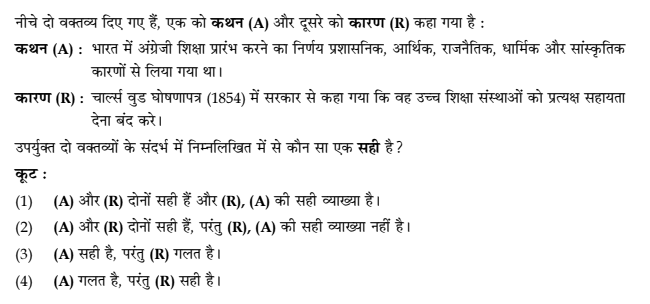 नीचे दो वक्तव्य दिए गए हैं, एक को कथन (A) और दूसरे को कारण (R) कहा गया है :
कथन (A) : भारत में अंग्रेजी शिक्षा प्रारंभ करने का निर्णय प्रशासनिक, आर्थिक, राजनैतिक, धार्मिक और सांस्कृतिक
कारणों से लिया गया था।
कारण (R) : चार्ल्स वुड घोषणापत्र (1854) में सरकार से कहा गया कि वह उच्च शिक्षा संस्थाओं को प्रत्यक्ष सहायता
देना बंद करे।
उपर्युक्त दो वक्तव्यों के संदर्भ में निम्नलिखित में से कौन सा एक सही है ?
कूट :
(1) (A) और (R) दोनों सही हैं और (R), (A) की सही व्याख्या है।
(2) (A) और (R) दोनों सही हैं, परंतु (R), (A) की सही व्याख्या नहीं है।
(3) (A) सही है, परंतु (R) गलत है।
(4) (A) गलत है, परंतु (R) सही है।